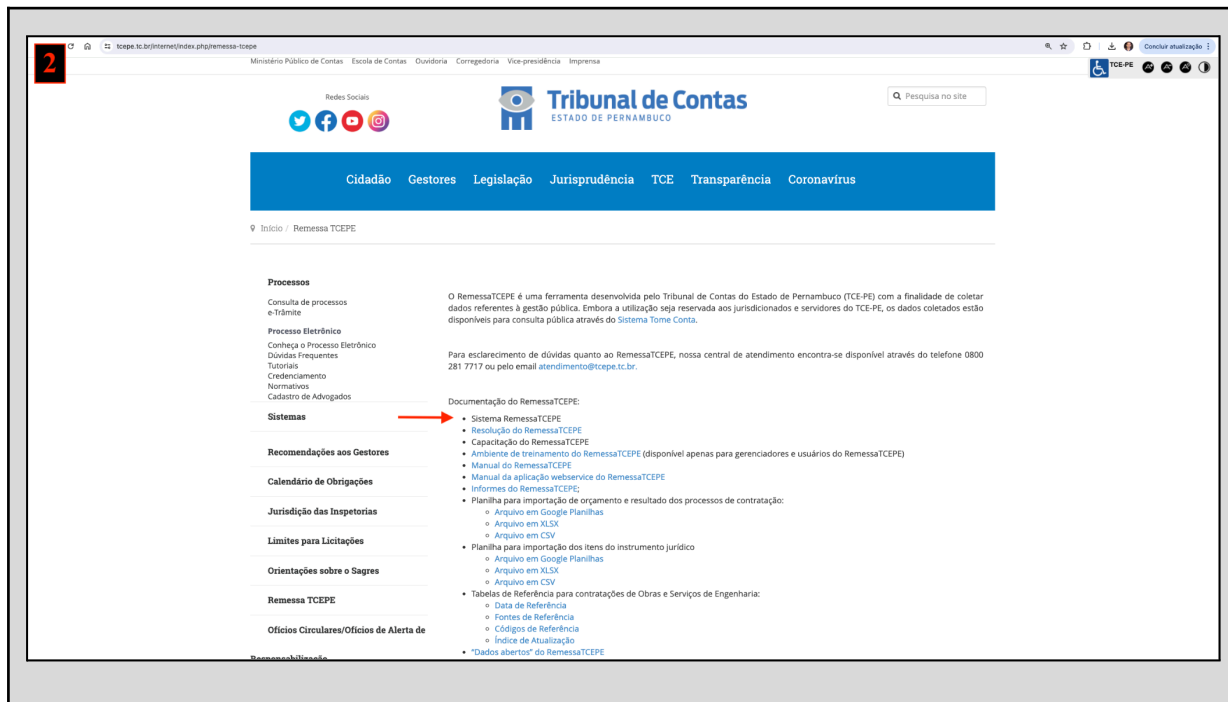 2
tcepe.tc.br/internet/index.php/remessa-tcepe
Concluir atualização
Ministério Público de Contas Escola de Contas Ouvidoria Corregedoria Vice-presidência Imprensa
TCE-PE
Redes Sociais
Tribunal de Contas
ESTADO DE PERNAMBUCO
Pesquisa no site
Cidadão Gestores Legislação Jurisprudência TCE Transparência Coronavírus
Início / Remessa TCEPE
Processos
Consulta de processos
e-Trâmite
Processo Eletrônico
Conheça o Processo Eletrônico
Dúvidas Frequentes
Tutoriais
Credenciamento
Normativos
Cadastro de Advogados
Sistemas
Recomendações aos Gestores
Calendário de Obrigações
Jurisdição das Inspetorias
Limites para Licitações
Orientações sobre o Sagres
Remessa TCEPE
Ofícios Circulares/Ofícios de Alerta de
Responsabilização
O RemessaTCEPE é uma ferramenta desenvolvida pelo Tribunal de Contas do Estado de Pernambuco (TCE-PE) com a finalidade de coletar
dados referentes à gestão pública. Embora a utilização seja reservada aos jurisdicionados e servidores do TCE-PE, os dados coletados estão
disponíveis para consulta pública através do Sistema Tome Conta.
Para esclarecimento de dúvidas quanto ao RemessaTCEPE, nossa central de atendimento encontra-se disponível através do telefone 0800
281 7717 ou pelo email atendimento@tcepe.tc.br.
Documentação do RemessaTCEPE:
Sistema RemessaTCEPE
Resolução do RemessaTCEPE
Capacitação do RemessaTCEPE
Ambiente de treinamento do RemessaTCEPE (disponível apenas para gerenciadores e usuários do RemessaTCEPE)
Manual do RemessaTCEPE
Manual da aplicação webservice do RemessaTCEPE
Informes do RemessaTCEPE;
Planilha para importação de orçamento e resultado dos processos de contratação:
Arquivo em Google Planilhas
Arquivo em XLSX
Arquivo em CSV
Planilha para importação dos itens do instrumento jurídico
Arquivo em Google Planilhas
Arquivo em XLSX
Arquivo em CSV
Tabelas de Referência para contratações de Obras e Serviços de Engenharia:
Data de Referência
Fontes de Referência
Códigos de Referência
Índice de Atualização
"Dados abertos" do RemessaTCEPE